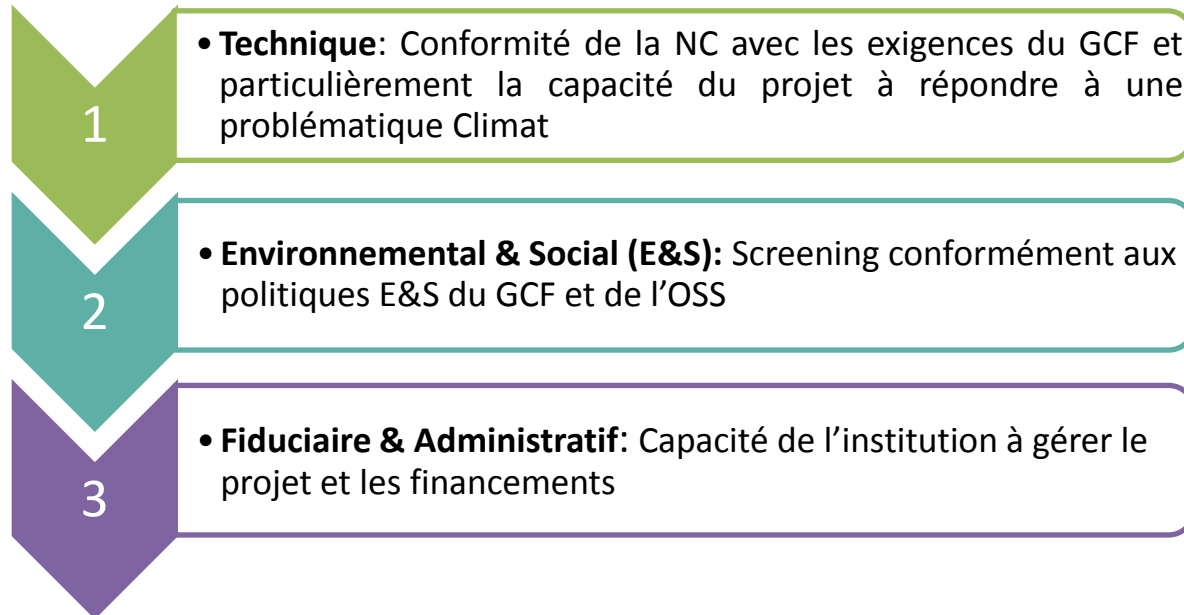 1
• Technique: Conformité de la NC avec les exigences du GCF et
particulièrement la capacité du projet à répondre à une
problématique Climat
2
• Environnemental & Social (E&S): Screening conformément aux
politiques E&S du GCF et de l’OSS
3
• Fiduciaire & Administratif: Capacité de l’institution à gérer le
projet et les financements